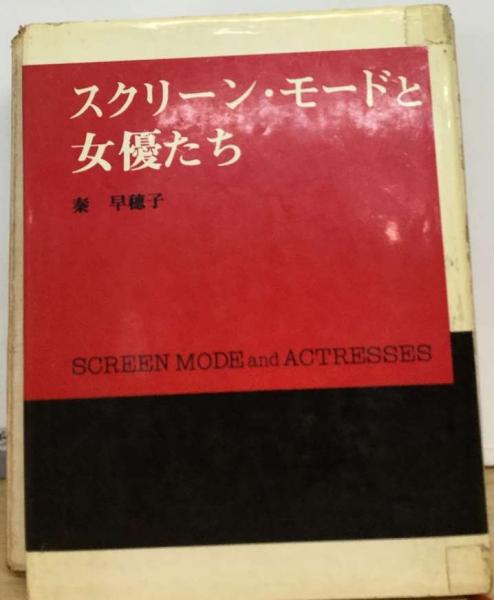 スクリーン・モードと
女優たち
秦 早穂子
SCREEN MODE and ACTRESSES